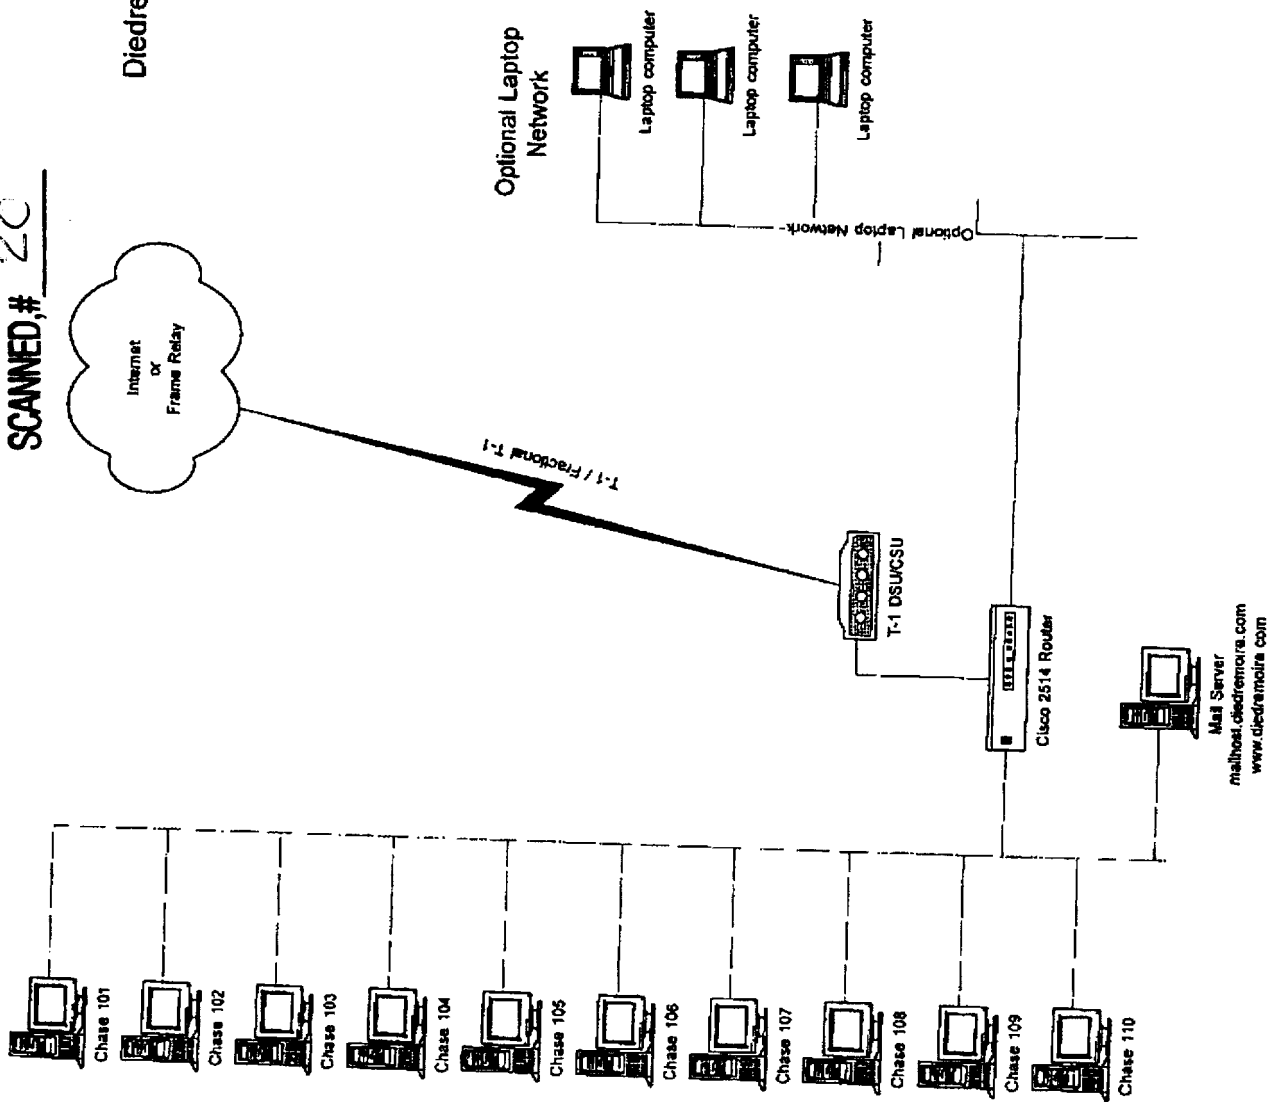 SCANNED,# 20
Diedre
Internet
or
Frame Relay
Optional Laptop
Network
Laptop computer
Laptop computer
Laptop computer
Optional Laptop Network
T-1 / Fractional T-1
T-1 DSU/CSU
Cisco 2514 Router
Mail Server
mailhost.diedremoira.com
www.diedramoira com
Chase 101
Chase 102
Chase 103
Chase 104
Chase 105
Chase 106
Chase 107
Chase 108
Chase 109
Chase 110